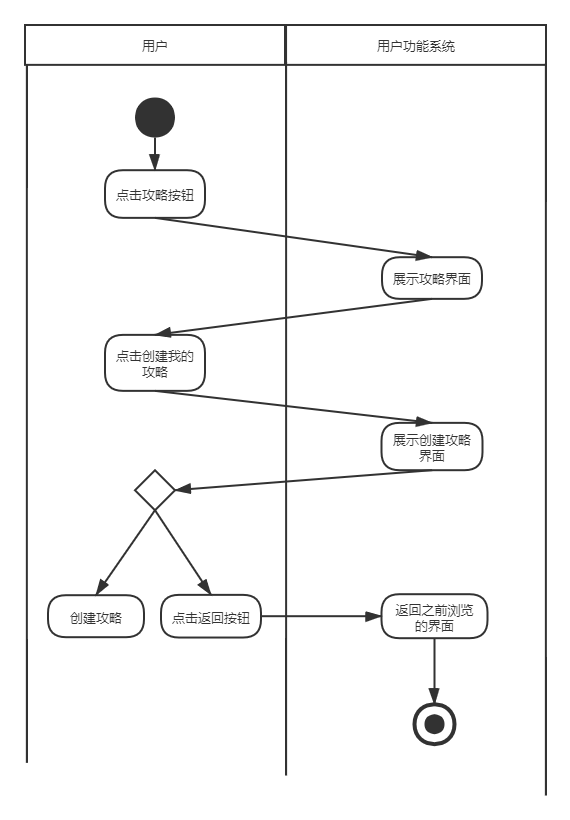 用户
用户功能系统
点击攻略按钮
展示攻略界面
点击创建我的
攻略
展示创建攻略
界面
创建攻略
点击返回按钮
返回之前浏览
的界面